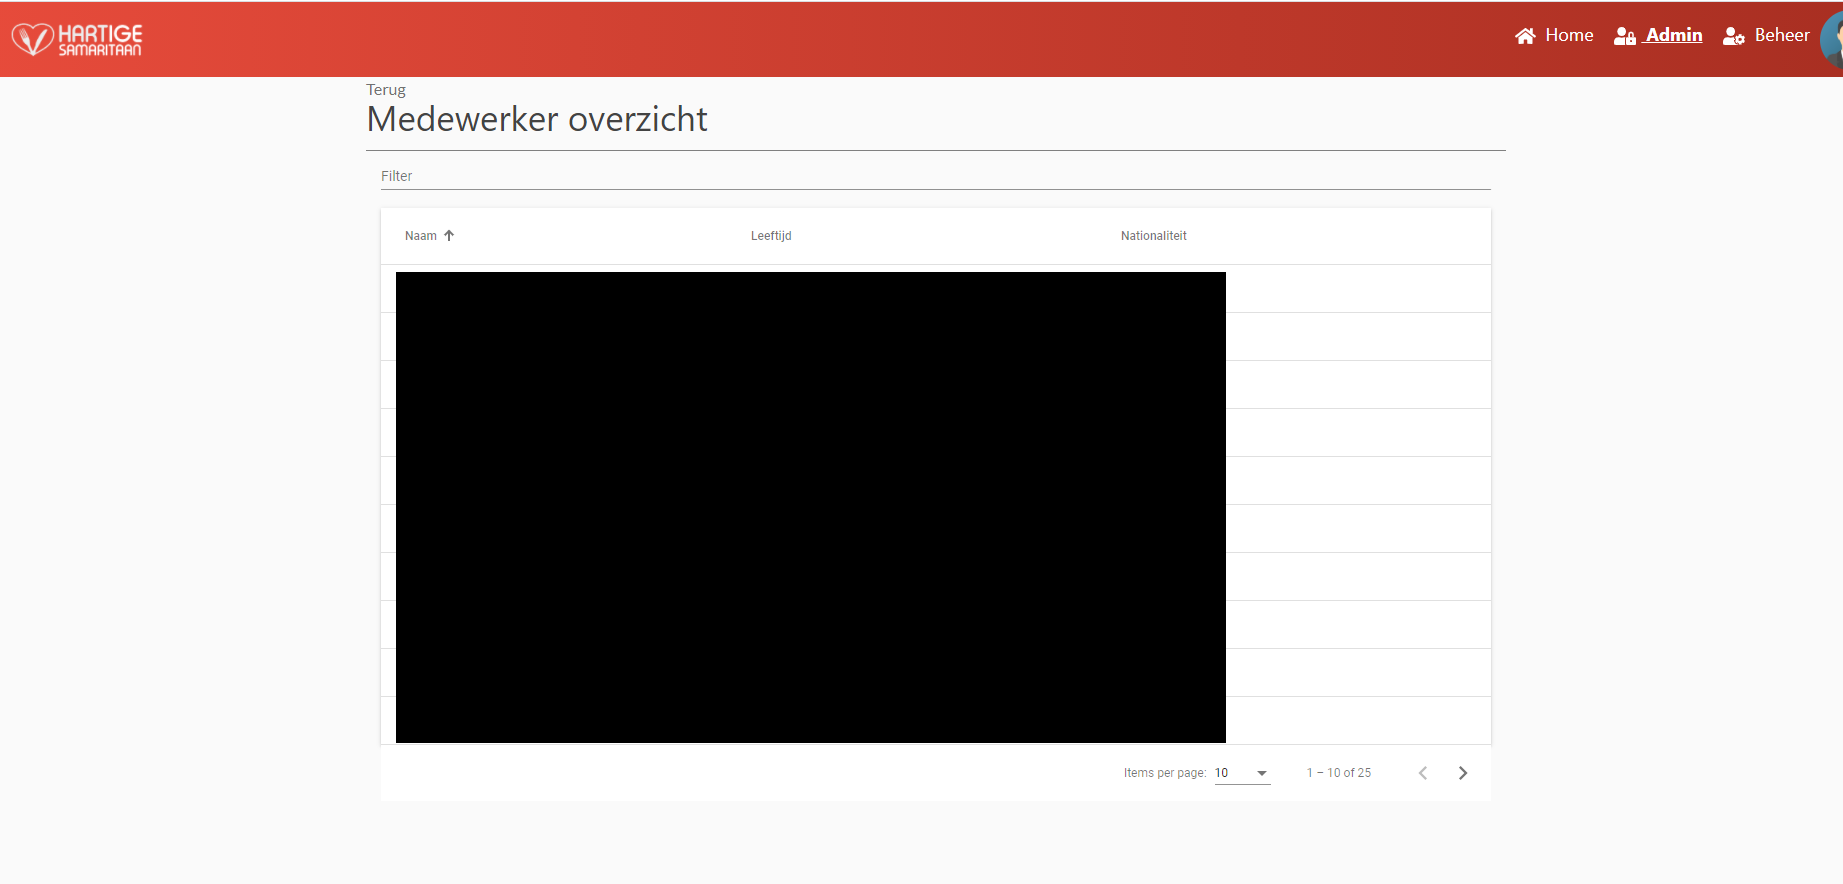 HARTIGE
SAMARITAAN
Home Admin Beheer
Terug
Medewerker overzicht
Filter
Naam Leeftijd Nationaliteit
Items per page: 10 1 – 10 of 25